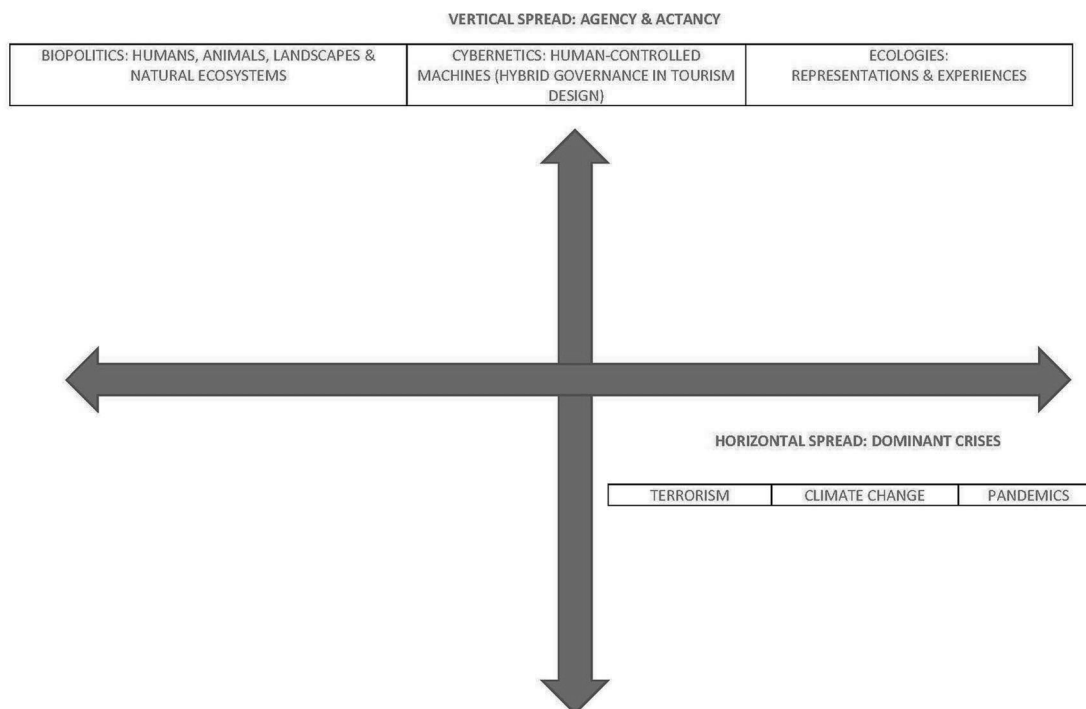 VERTICAL SPREAD: AGENCY & ACTANCY
BIOPOLITICS: HUMANS, ANIMALS, LANDSCAPES &
NATURAL ECOSYSTEMS
CYBERNETICS: HUMAN-CONTROLLED
MACHINES (HYBRID GOVERNANCE IN TOURISM
DESIGN)
ECOLOGIES:
REPRESENTATIONS & EXPERIENCES
HORIZONTAL SPREAD: DOMINANT CRISES
TERRORISM
CLIMATE CHANGE
PANDEMICS